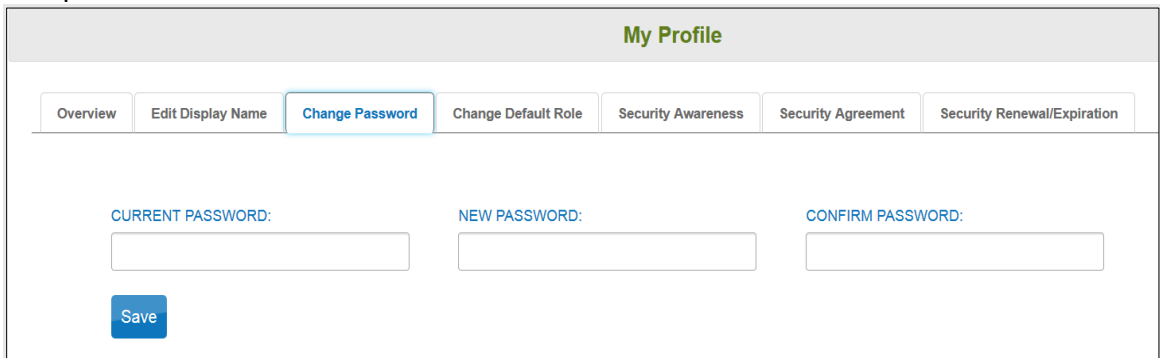 My Profile
Overview Edit Display Name Change Password Change Default Role Security Awareness Security Agreement Security Renewal/Expiration
CURRENT PASSWORD: NEW PASSWORD: CONFIRM PASSWORD:
Save